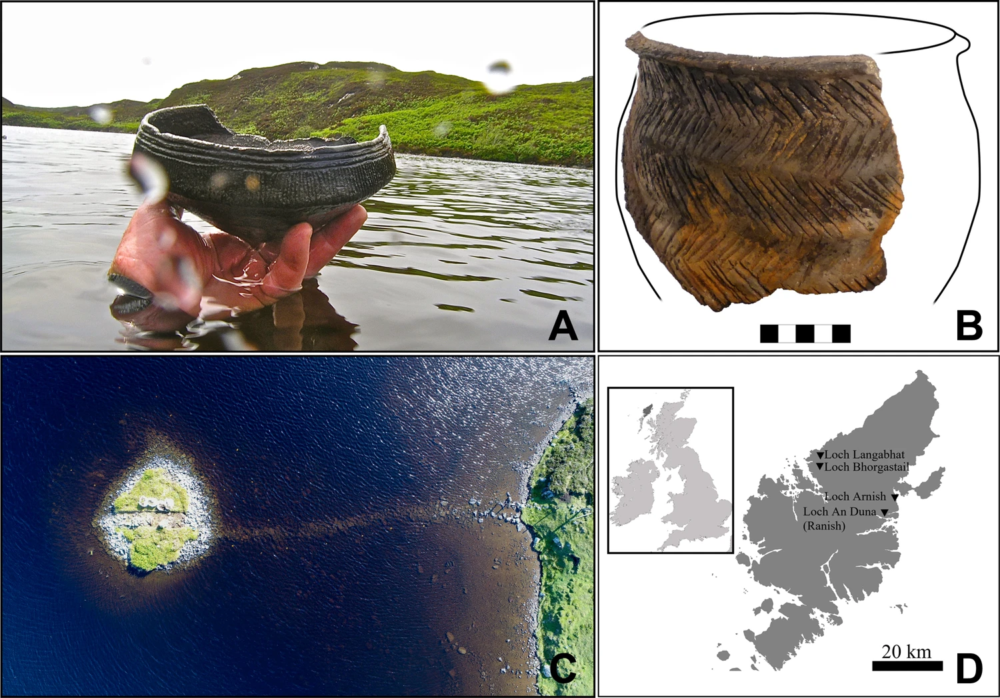 A
B
C
Loch Langabhat
Loch Bhorgastail
Loch Arnish
Loch An Duna
(Ranish)
20 km
D